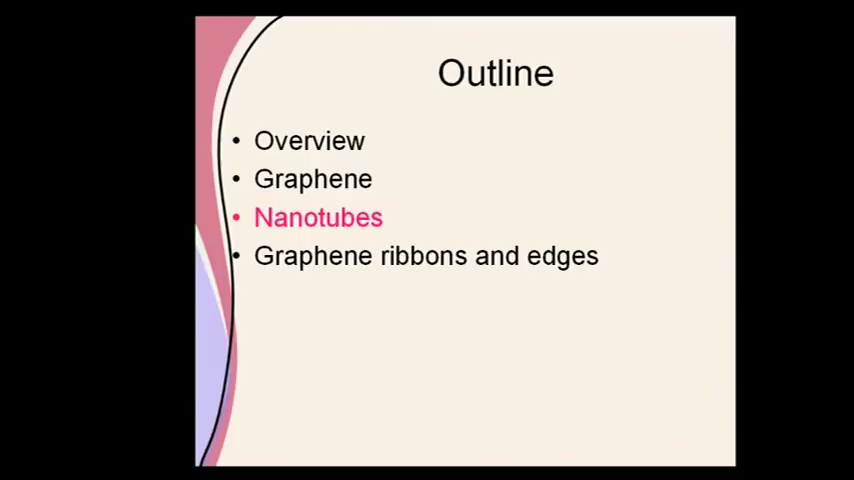 Outline
• Overview
• Graphene
• Nanotubes
• Graphene ribbons and edges